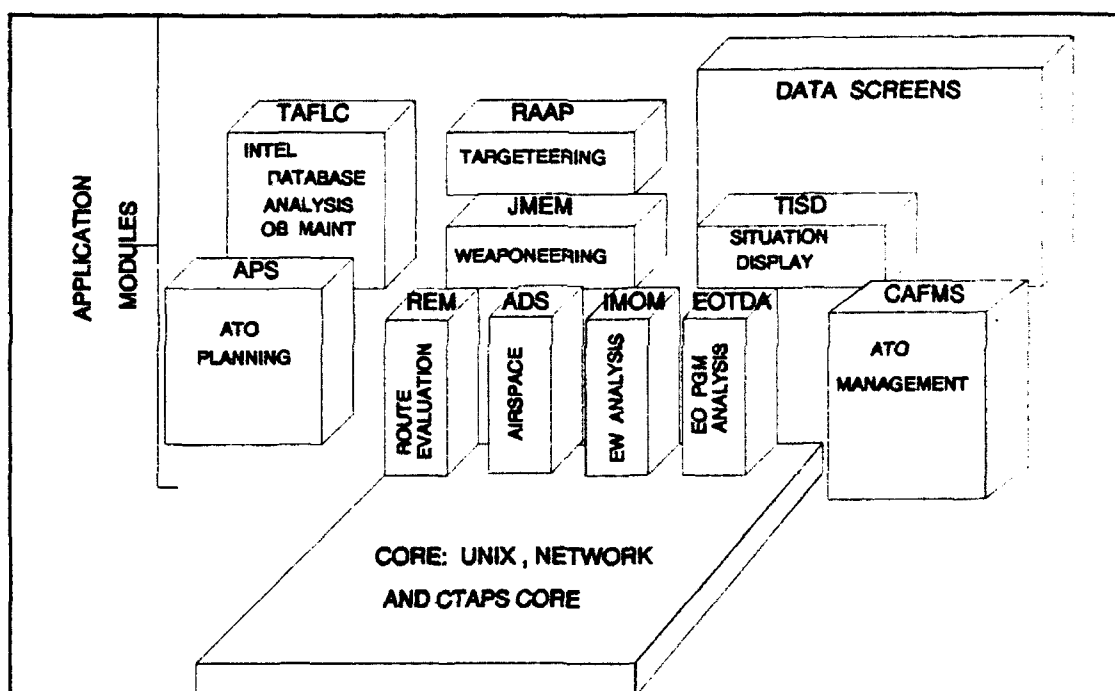 APPLICATION
MODULES
TAFLC
INTEL
DATABASE
ANALYSIS
OB MAINT
RAAP
TARGETEERING
JMEM
WEAPONEERING
DATA SCREENS
TISD
SITUATION
DISPLAY
APS
ATO
PLANNING
REM
ROUTE
EVALUATION
ADS
AIRSPACE
IMOM
EW ANALYSIS
EOTDA
EO PGM
ANALYSIS
CAFMS
ATO
MANAGEMENT
CORE: UNIX, NETWORK
AND CTAPS CORE